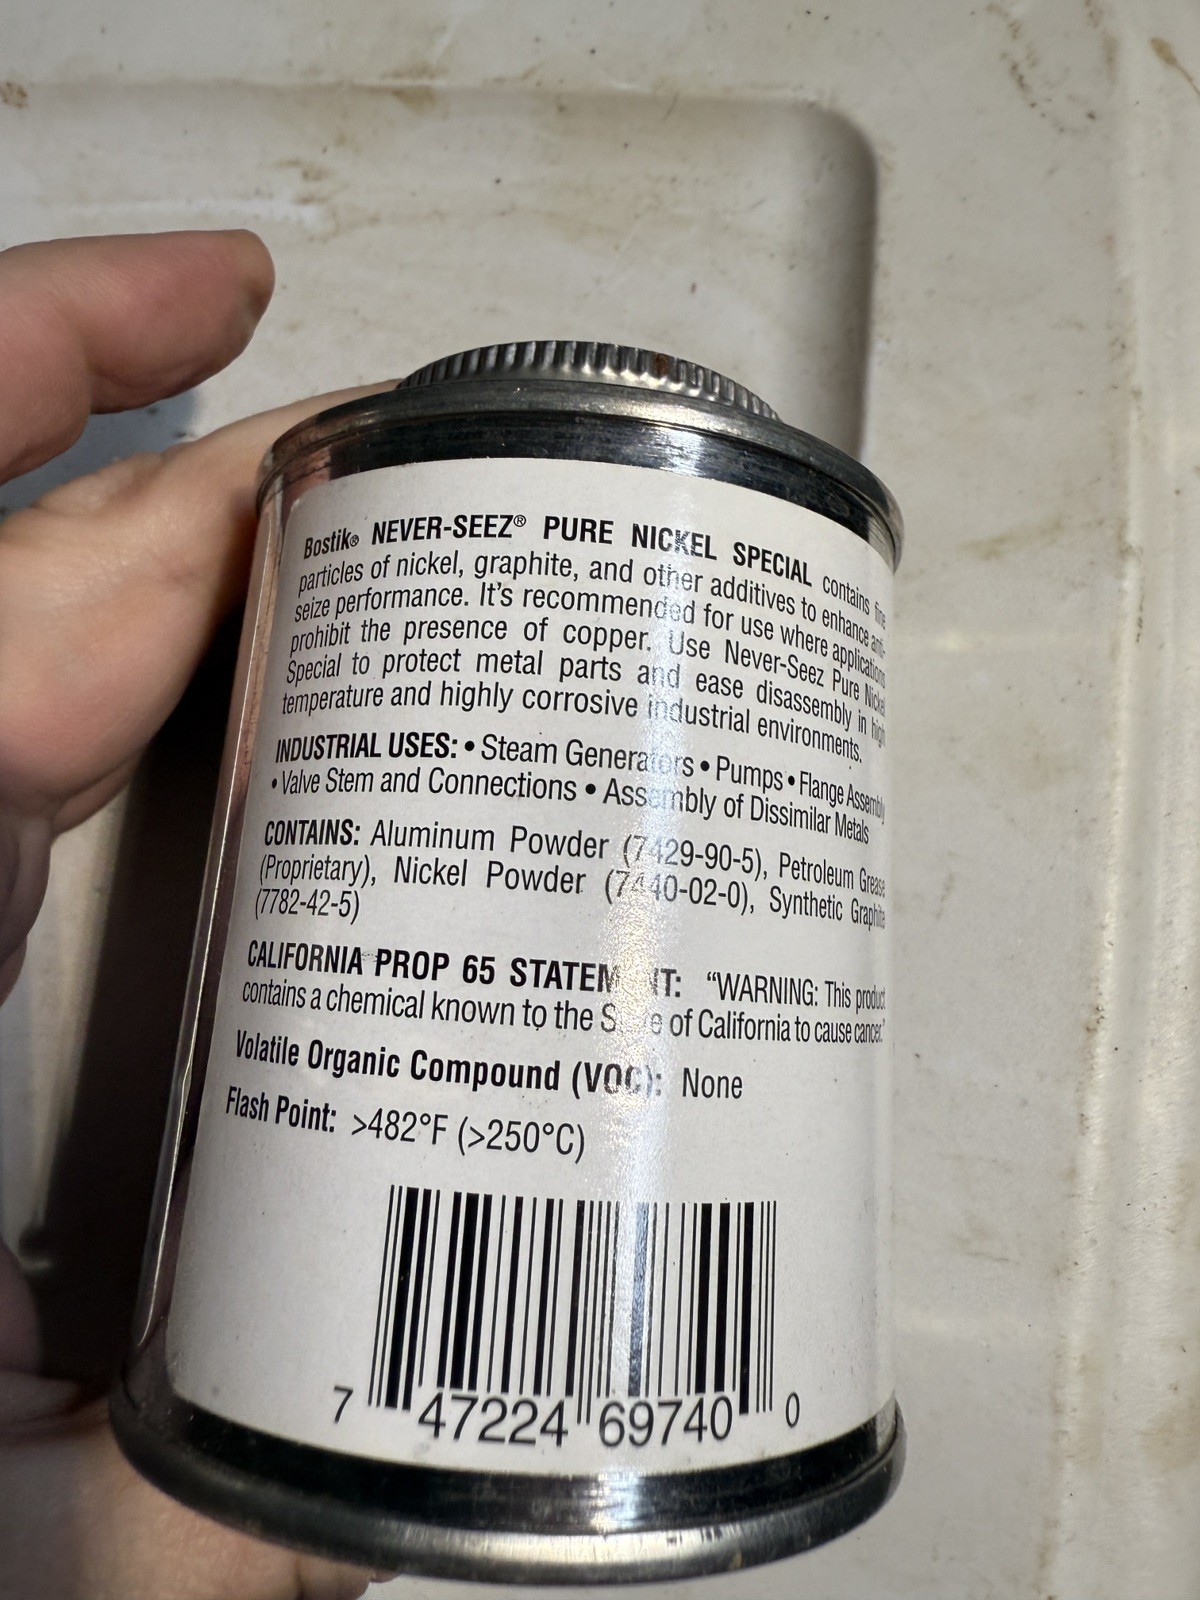 Bostik® NEVER-SEEZ® PURE NICKEL SPECIAL contains fine
particles of nickel, graphite, and other additives to enhance anti-
seize performance. It's recommended for use where applications
prohibit the presence of copper. Use Never-Seez Pure Nickel
Special to protect metal parts and ease disassembly in high
temperature and highly corrosive industrial environments.
INDUSTRIAL USES: • Steam Generators • Pumps • Flange Assembly
• Valve Stem and Connections • Assembly of Dissimilar Metals
CONTAINS: Aluminum Powder (7429-90-5), Petroleum Grease
(Proprietary), Nickel Powder (7440-02-0), Synthetic Graphite
(7782-42-5)
CALIFORNIA PROP 65 STATEMENT: “WARNING: This product
contains a chemical known to the State of California to cause cancer.”
Volatile Organic Compound (VOC): None
Flash Point: >482°F (>250°C)
7 47224 69740 0